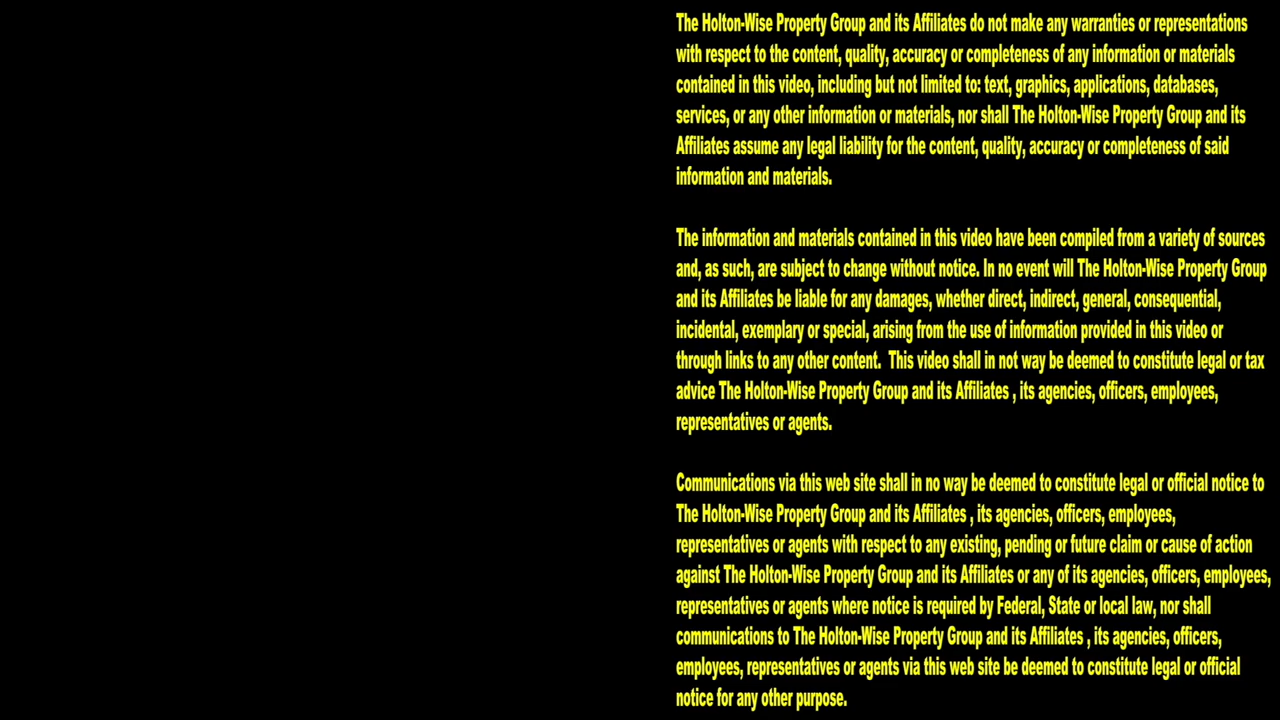 The Holton-Wise Property Group and its Affiliates do not make any warranties or representations
with respect to the content, quality, accuracy or completeness of any information or materials
contained in this video, including but not limited to: text, graphics, applications, databases,
services, or any other information or materials, nor shall The Holton-Wise Property Group and its
Affiliates assume any legal liability for the content, quality, accuracy or completeness of said
information and materials.
The information and materials contained in this video have been compiled from a variety of sources
and, as such, are subject to change without notice. In no event will The Holton-Wise Property Group
and its Affiliates be liable for any damages, whether direct, indirect, general, consequential,
incidental, exemplary or special, arising from the use of information provided in this video or
through links to any other content.  This video shall in not way be deemed to constitute legal or tax
advice The Holton-Wise Property Group and its Affiliates , its agencies, officers, employees,
representatives or agents.
Communications via this web site shall in no way be deemed to constitute legal or official notice to
The Holton-Wise Property Group and its Affiliates , its agencies, officers, employees,
representatives or agents with respect to any existing, pending or future claim or cause of action
against The Holton-Wise Property Group and its Affiliates or any of its agencies, officers, employees,
representatives or agents where notice is required by Federal, State or local law, nor shall
communications to The Holton-Wise Property Group and its Affiliates , its agencies, officers,
employees, representatives or agents via this web site be deemed to constitute legal or official
notice for any other purpose.